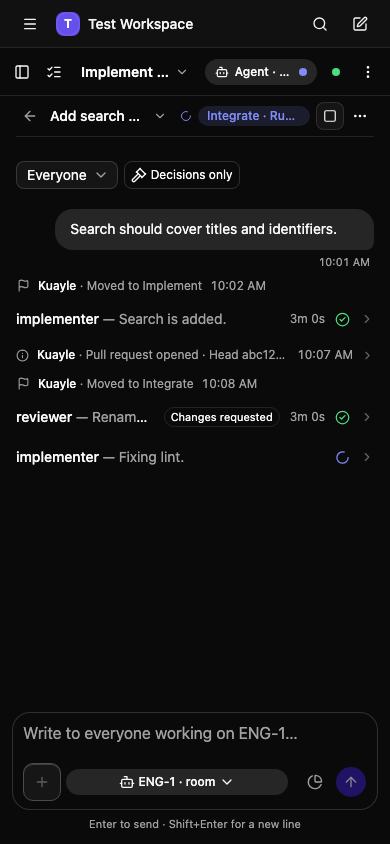 T Test Workspace
Implement ... Agent · ...
Add search ... Integrate · Ru...
Everyone Decisions only
Search should cover titles and identifiers.
10:01 AM
Kuayle · Moved to Implement 10:02 AM
implementer — Search is added. 3m 0s
Kuayle · Pull request opened · Head abc12... 10:07 AM
Kuayle · Moved to Integrate 10:08 AM
reviewer — Renam... Changes requested 3m 0s
implementer — Fixing lint.
Write to everyone working on ENG-1...
ENG-1 · room
Enter to send · Shift+Enter for a new line